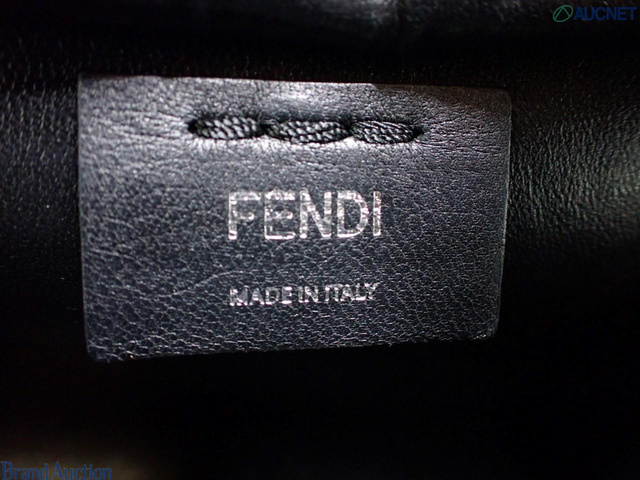 AUCNET
FENDI
MADE IN ITALY
Brand Auction